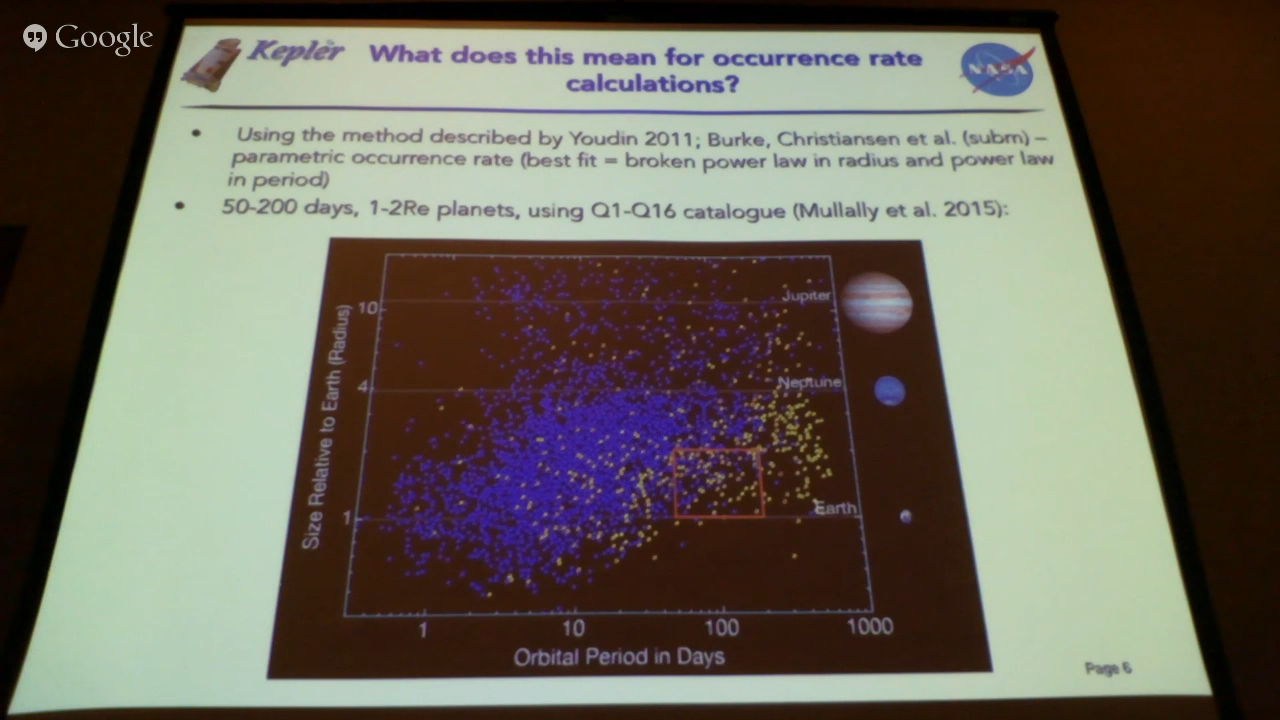 Google
Kepler
What does this mean for occurrence rate
calculations?
NASA
• Using the method described by Youdin 2011; Burke, Christiansen et al. (subm) –
parametric occurrence rate (best fit = broken power law in radius and power law
in period)
• 50-200 days, 1-2Re planets, using Q1-Q16 catalogue (Mullally et al. 2015):
Size Relative to Earth (Radius)
10
4
1
Jupiter
Neptune
Earth
1 10 100 1000
Orbital Period in Days
Page 6